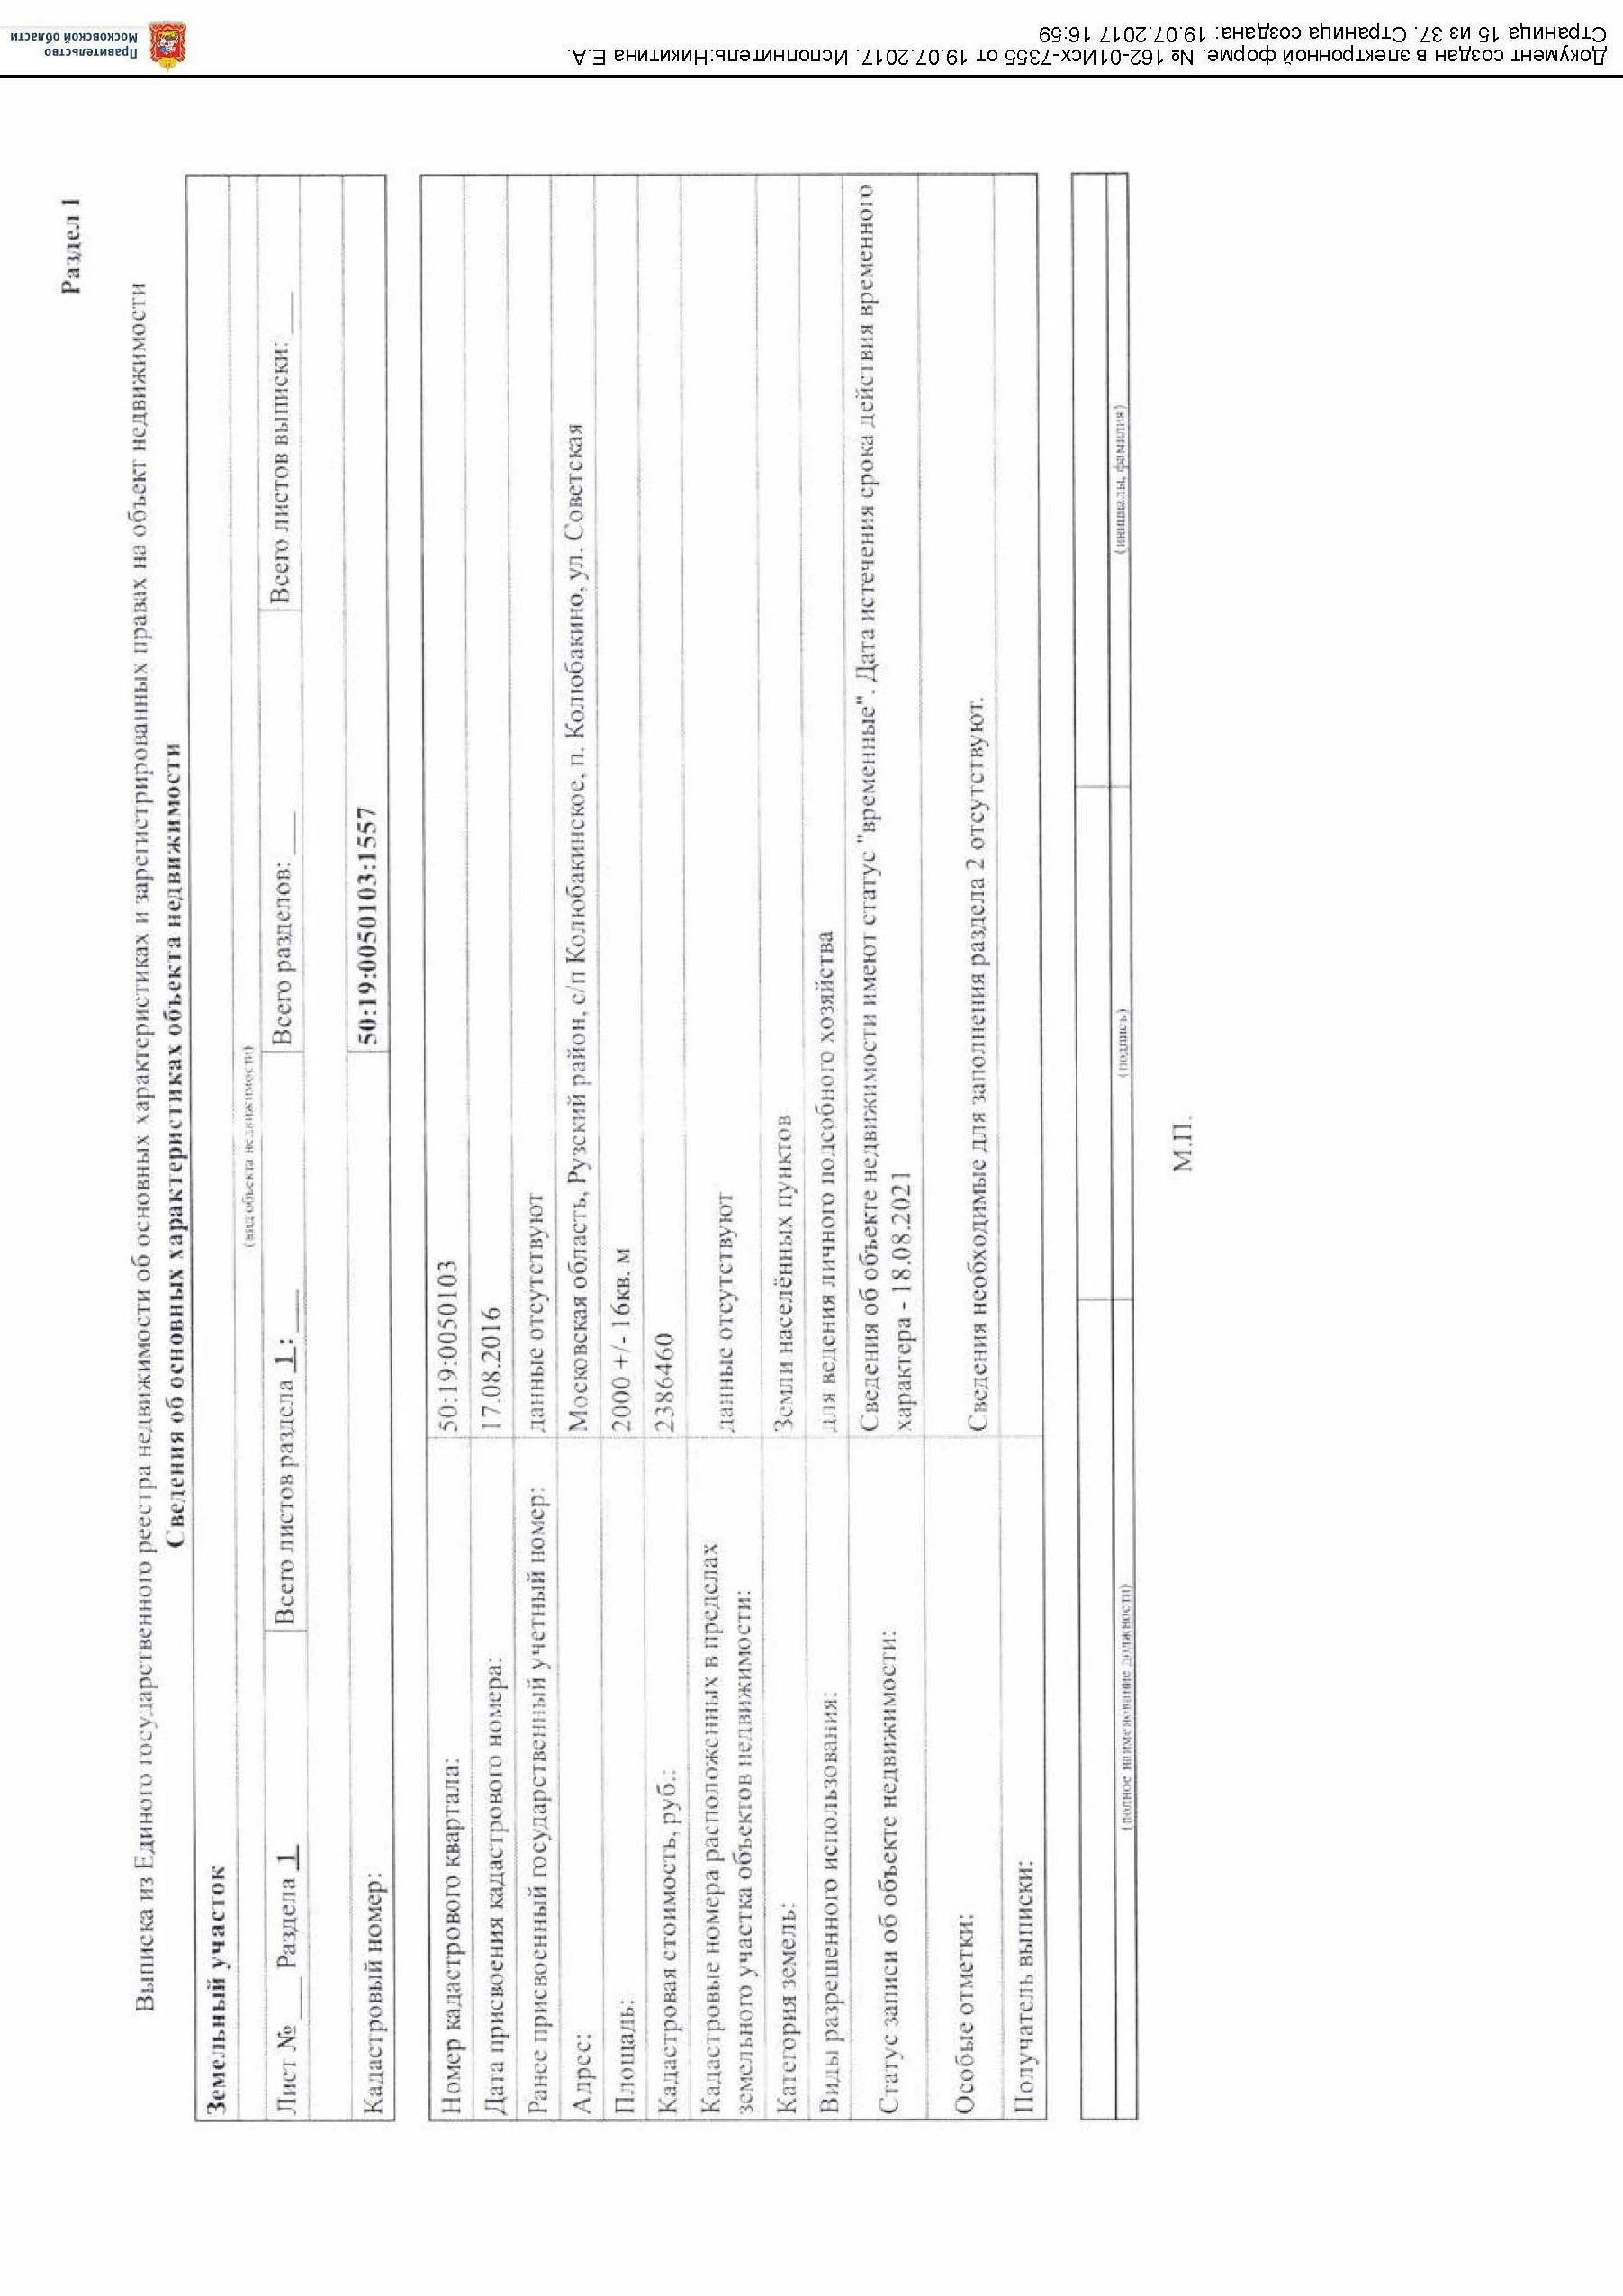 Документ создан в электронной форме. № 162-01Исх-7355 от 19.07.2017. Исполнитель:Никитина Е.А.
Страница 15 из 37. Страница создана: 19.07.2017 16:59
Правительство
Московской области
Раздел 1
Выписка из Единого государственного реестра недвижимости об основных характеристиках и зарегистрированных правах на объект недвижимости
Сведения об основных характеристиках объекта недвижимости
Земельный участок
(вид объекта недвижимости)
Лист № ___ Раздела 1 Всего листов раздела 1 : ___ Всего разделов: ___ Всего листов выписки: ___
Кадастровый номер: 50:19:0050103:1557
Номер кадастрового квартала: 50:19:0050103
Дата присвоения кадастрового номера: 17.08.2016
Ранее присвоенный государственный учетный номер: данные отсутствуют
Адрес: Московская область, Рузский район, с/п Колюбакинское, п. Колюбакино, ул. Советская
Площадь: 2000 +/- 16кв. м
Кадастровая стоимость, руб.: 2386460
Кадастровые номера расположенных в пределах
земельного участка объектов недвижимости: данные отсутствуют
Категория земель: Земли населённых пунктов
Виды разрешенного использования: для ведения личного подсобного хозяйства
Статус записи об объекте недвижимости: Сведения об объекте недвижимости имеют статус "временные". Дата истечения срока действия временного
характера - 18.08.2021
Особые отметки: Сведения необходимые для заполнения раздела 2 отсутствуют.
Получатель выписки:
(полное наименование должности) (подпись) (инициалы, фамилия)
М.П.